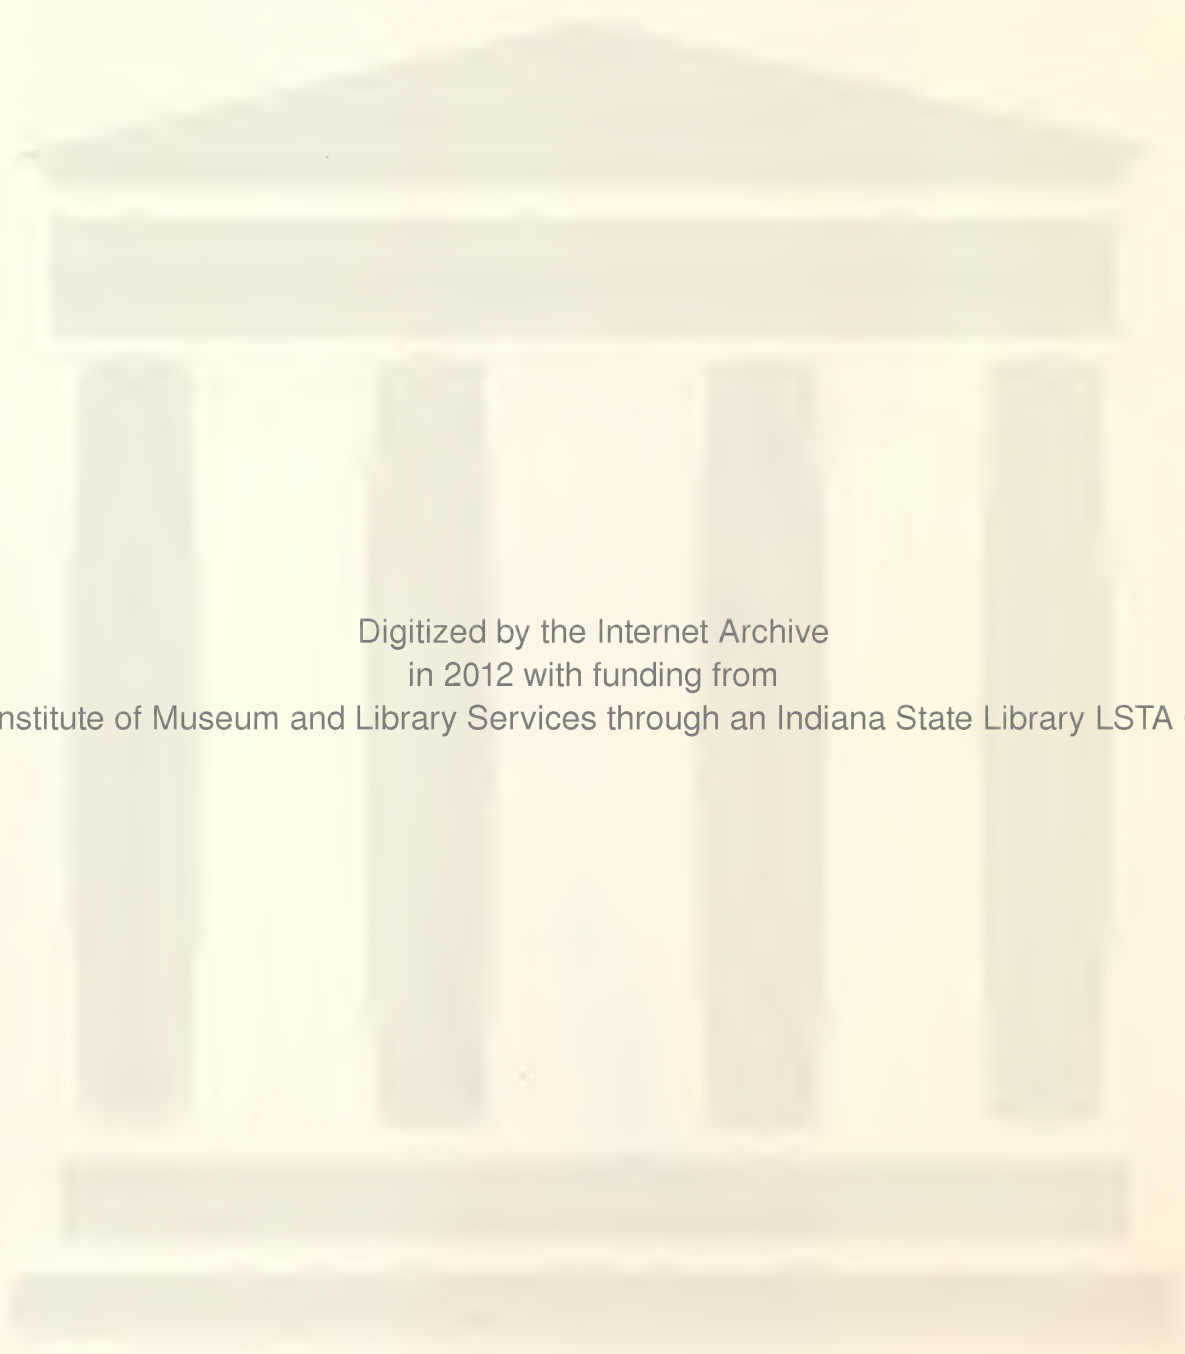 Digitized by the Internet Archive
in 2012 with funding from
nstitute of Museum and Library Services through an Indiana State Library LSTA